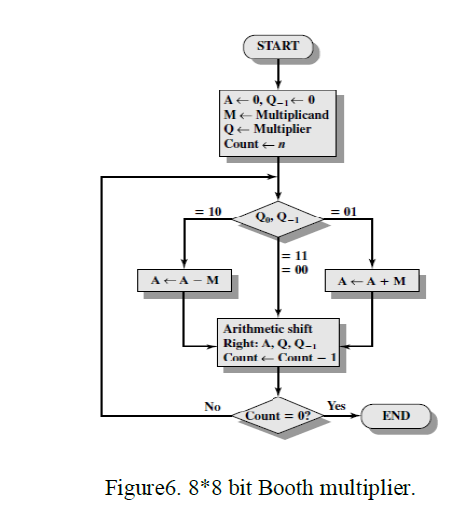 START
A ← 0, Q₋₁ ← 0
M ← Multiplicand
Q ← Multiplier
Count ← n
= 10
Q₀, Q₋₁
= 01
= 11
= 00
A ← A − M
A ← A + M
Arithmetic shift
Right: A, Q, Q₋₁
Count ← Count − 1
No
Count = 0?
Yes
END
Figure6. 8*8 bit Booth multiplier.